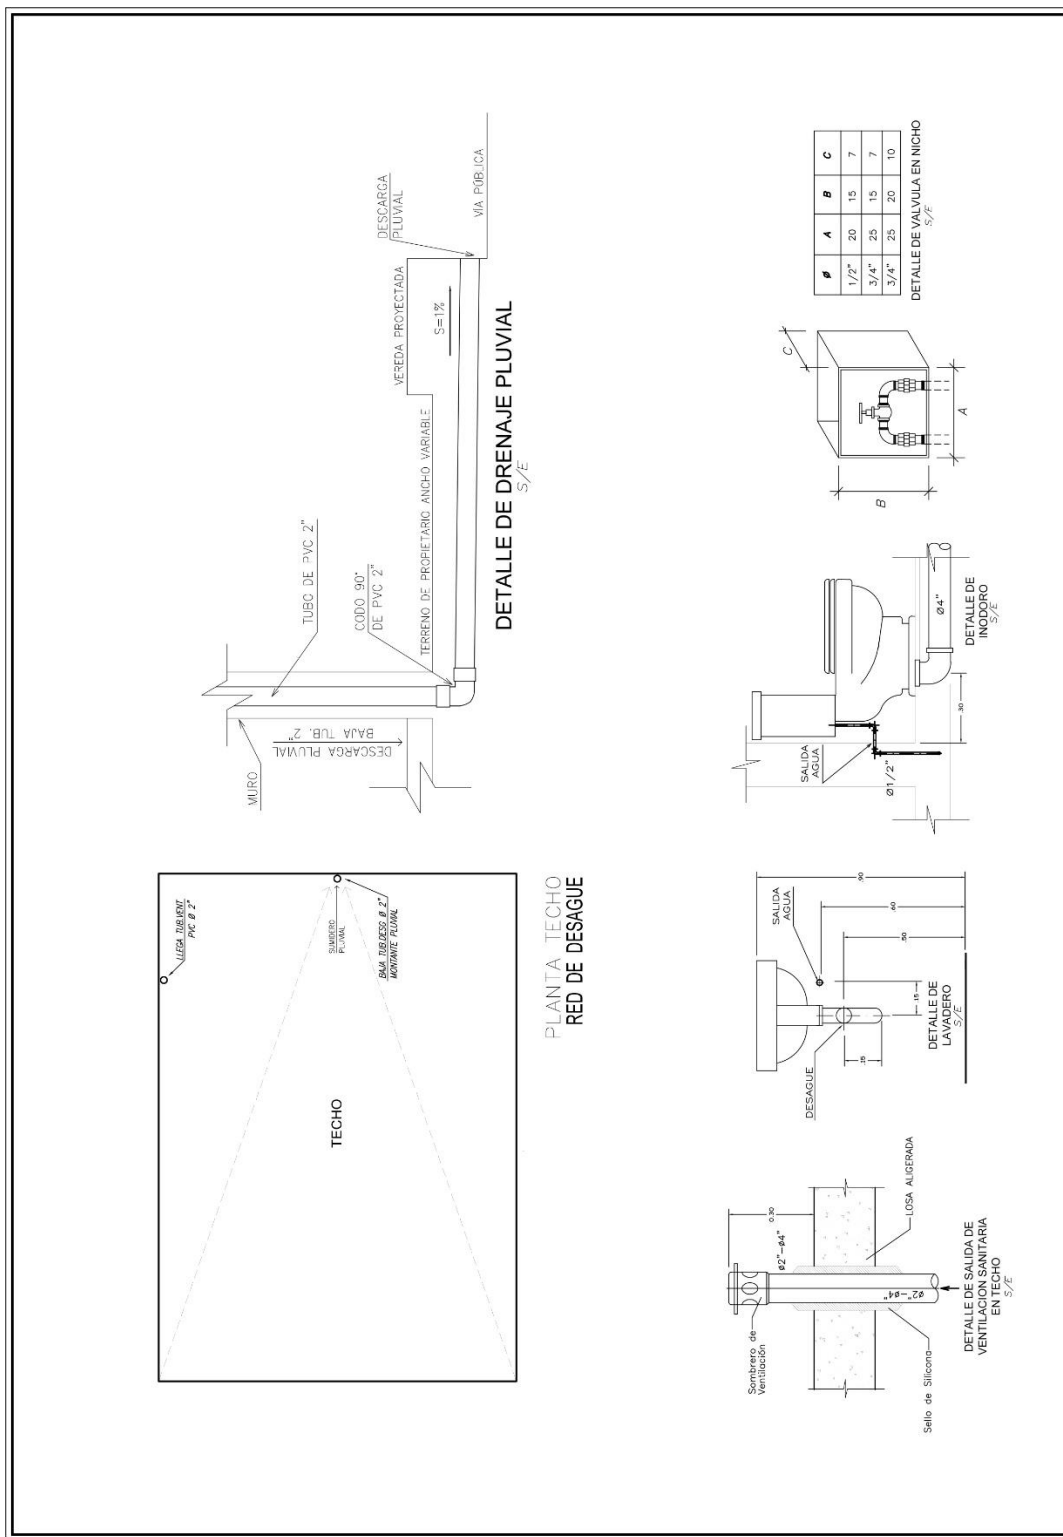 LLEGA TUB.VENT
PVC Ø 2"
SUMIDERO
PLUVIAL
BAJA TUB.DESG Ø 2"
MONTANTE PLUVIAL
TECHO
PLANTA TECHO
RED DE DESAGUE
MURO
DESCARGA PLUVIAL
BAJA TUB. 2"
TUBO DE PVC 2"
CODO 90°
DE PVC 2"
TERRENO DE PROPIETARIO ANCHO VARIABLE
VEREDA PROYECTADA
S=1%
DESCARGA
PLUVIAL
VIA PÚBLICA
DETALLE DE DRENAJE PLUVIAL
S/E
Sombrero de
Ventilación
0.30
ø2"-ø4"
ø2"-ø4"
LOSA ALIGERADA
Sello de Silicona
DETALLE DE SALIDA DE
VENTILACION SANITARIA
EN TECHO
S/E
SALIDA
AGUA
DESAGUE
.90
.60
.50
.15
.15
DETALLE DE
LAVADERO
S/E
SALIDA
AGUA
Ø1/2"
.30
Ø4"
DETALLE DE
INODORO
S/E
A
B
C
Ø A B C
1/2" 20 15 7
3/4" 25 15 7
3/4" 25 20 10
DETALLE DE VALVULA EN NICHO
S/E